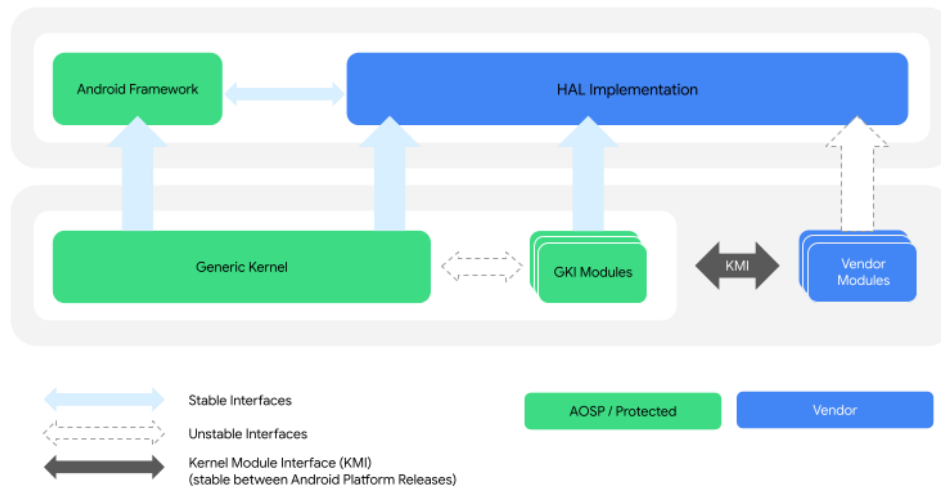 Android Framework
HAL Implementation
Generic Kernel
GKI Modules
KMI
Vendor
Modules
Stable Interfaces
Unstable Interfaces
Kernel Module Interface (KMI)
(stable between Android Platform Releases)
AOSP / Protected
Vendor